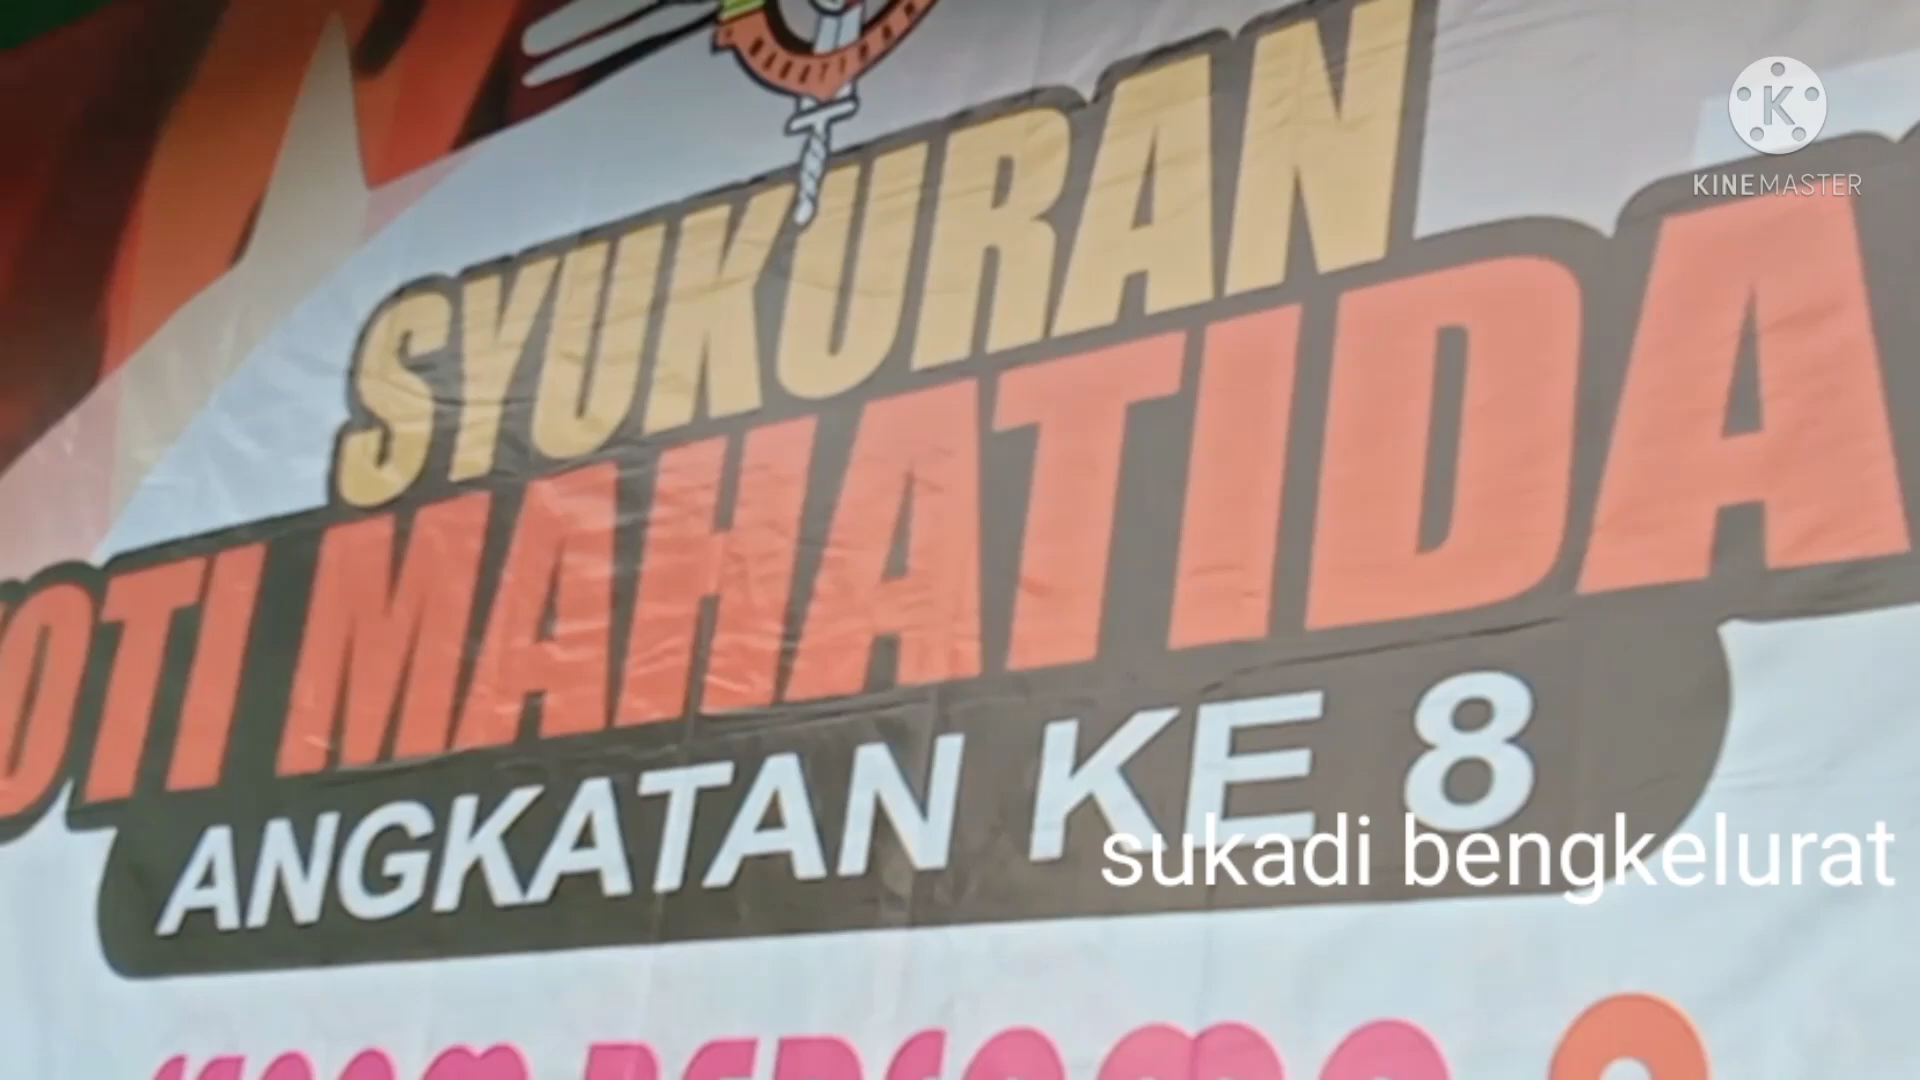 KINEMASTER
SYUKURAN
OTI MAHATIDA
ANGKATAN KE 8
sukadi bengkelurat